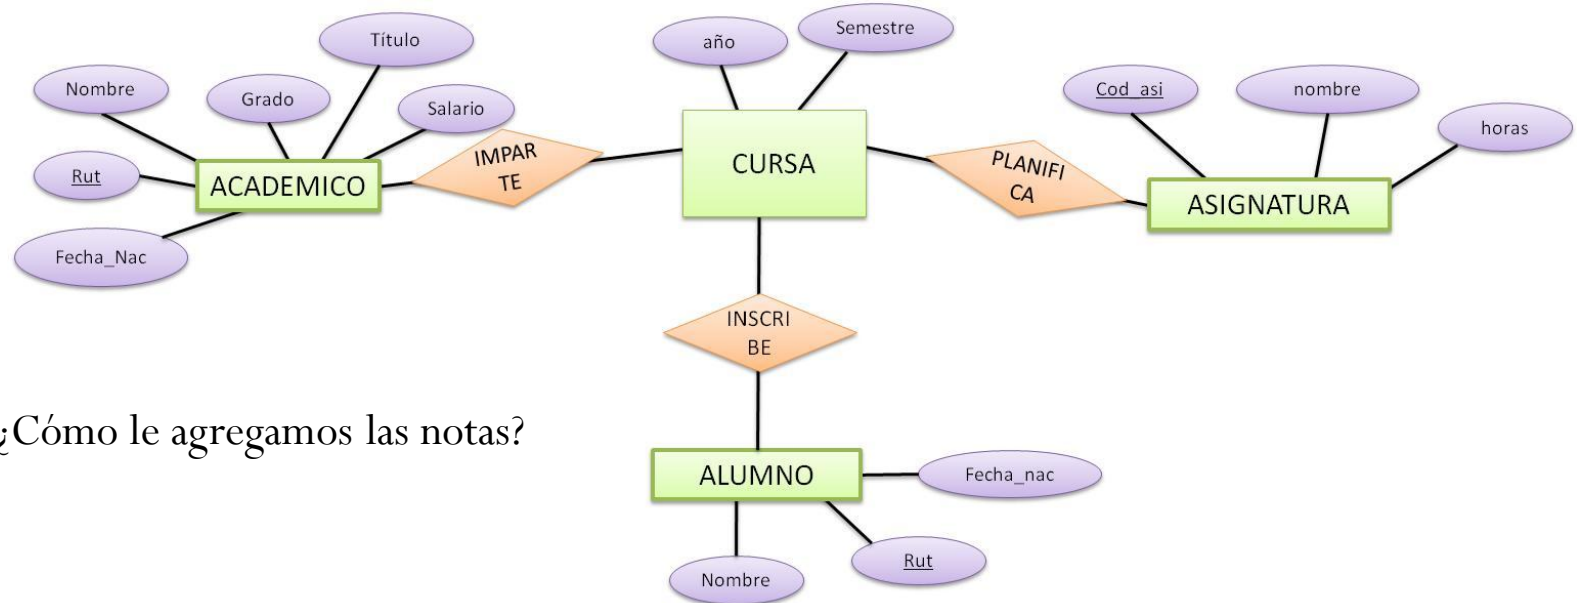 Título
año
Semestre
Nombre
Grado
Salario
Cod_asi
nombre
horas
Rut
ACADEMICO
IMPAR
TE
CURSA
PLANIFI
CA
ASIGNATURA
Fecha_Nac
INSCRI
BE
¿Cómo le agregamos las notas?
ALUMNO
Fecha_nac
Nombre
Rut